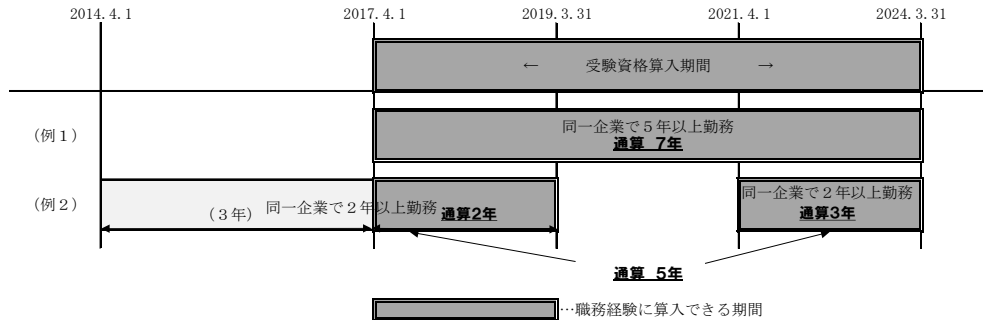 2014.4.1 2017.4.1 2019.3.31 2021.4.1 2024.3.31
← 受験資格算入期間 →
(例1)
同一企業で5年以上勤務
通算 7年
(例2)
(3年)
同一企業で2年以上勤務
通算2年
同一企業で2年以上勤務
通算3年
通算 5年
…職務経験に算入できる期間